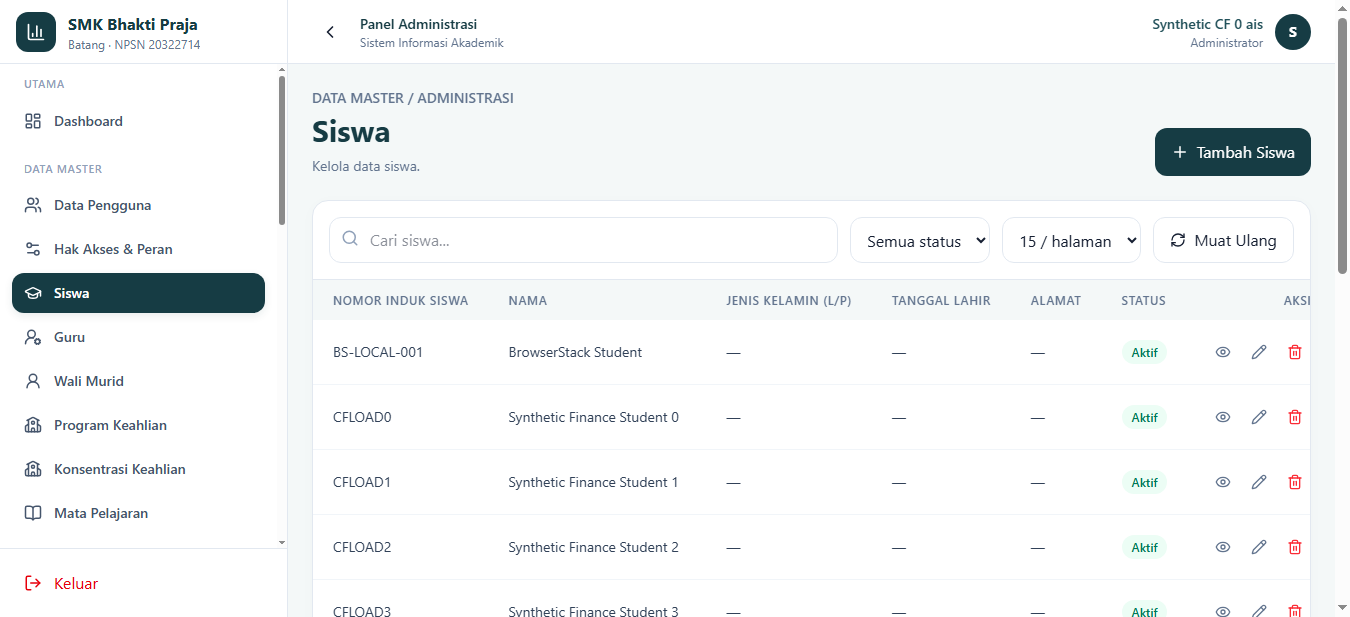 SMK Bhakti Praja
Batang · NPSN 20322714
UTAMA
Dashboard
DATA MASTER
Data Pengguna
Hak Akses & Peran
Siswa
Guru
Wali Murid
Program Keahlian
Konsentrasi Keahlian
Mata Pelajaran
Keluar
Panel Administrasi
Sistem Informasi Akademik
Synthetic CF 0 ais
Administrator
S
DATA MASTER / ADMINISTRASI
Siswa
Kelola data siswa.
+ Tambah Siswa
Cari siswa...
Semua status
15 / halaman
Muat Ulang
NOMOR INDUK SISWA NAMA JENIS KELAMIN (L/P) TANGGAL LAHIR ALAMAT STATUS AKSI
BS-LOCAL-001 BrowserStack Student — — — Aktif
CFLOAD0 Synthetic Finance Student 0 — — — Aktif
CFLOAD1 Synthetic Finance Student 1 — — — Aktif
CFLOAD2 Synthetic Finance Student 2 — — — Aktif
CFLOAD3 Synthetic Finance Student 3 — — — Aktif